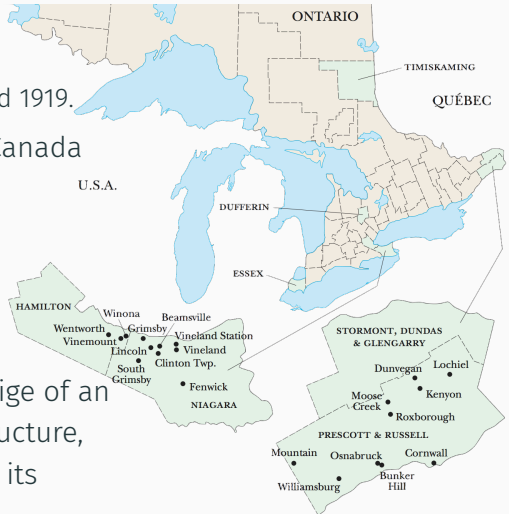 ONTARIO
TIMISKAMING
d 1919.
QUÉBEC
Canada
U.S.A.
DUFFERIN
ESSEX
HAMILTON
Winona
Beamsville
Wentworth
Grimsby
Vineland Station
Vinemount
Lincoln
Vineland
Clinton Twp.
South
Grimsby
Fenwick
NIAGARA
STORMONT, DUNDAS
& GLENGARRY
Dunvegan
Lochiel
Kenyon
Moose
Creek
Roxborough
PRESCOTT & RUSSELL
Mountain
Osnabruck
Cornwall
Bunker
Hill
Williamsburg
ige of an
ucture,
its